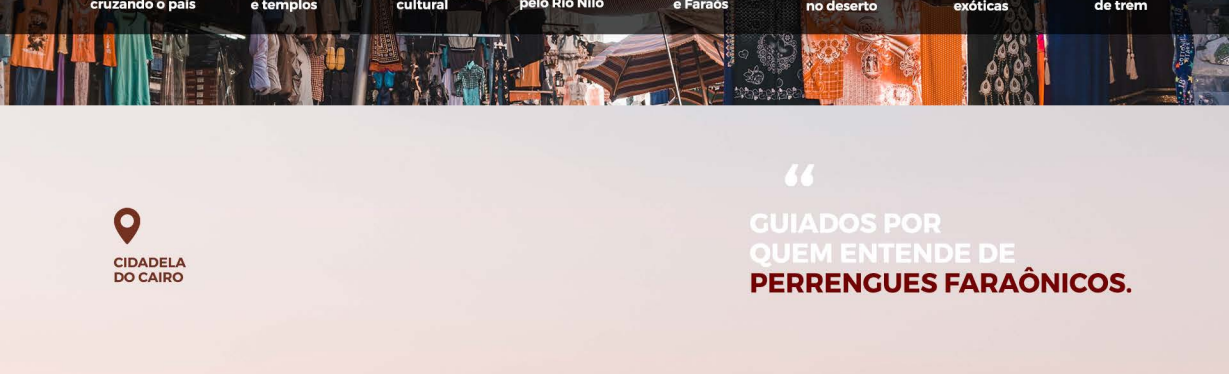 cruzando o país
e templos
cultural
pelo Rio Nilo
e Faraós
no deserto
exóticas
de trem
CIDADELA
DO CAIRO
“
GUIADOS POR
QUEM ENTENDE DE
PERRENGUES FARAÔNICOS.